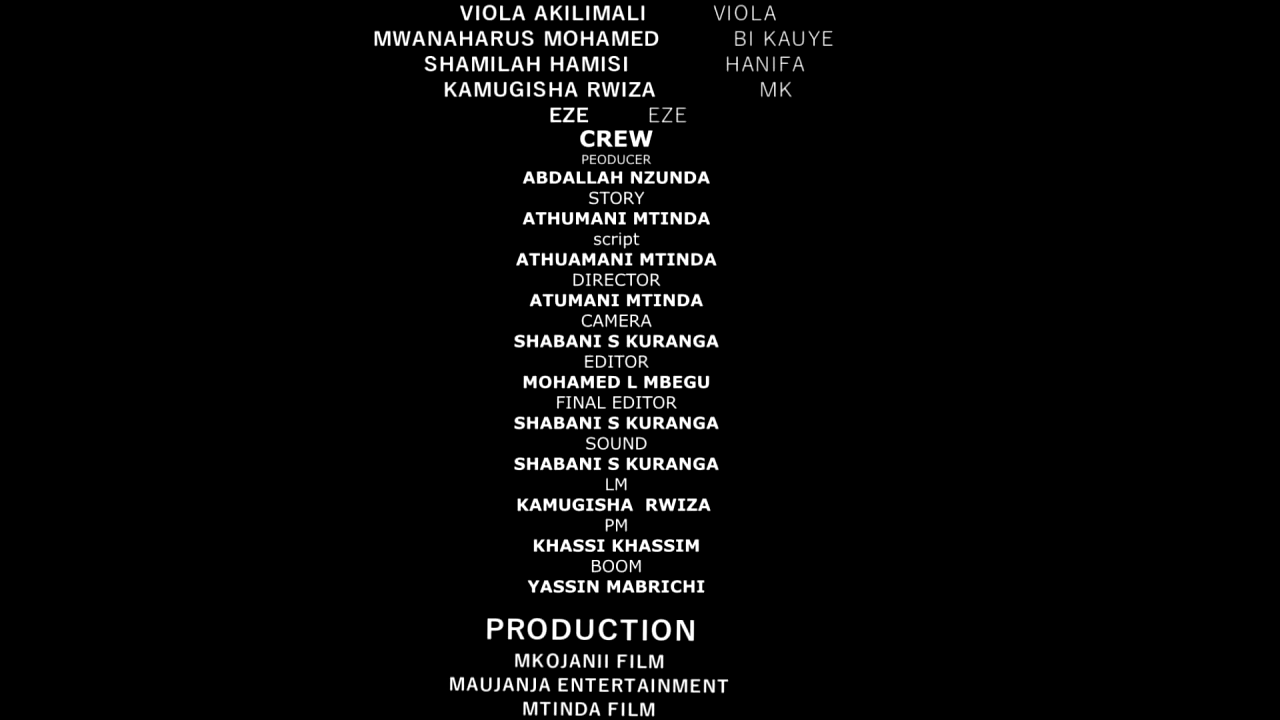 VIOLA AKILIMALI VIOLA
MWANAHARUS MOHAMED BI KAUYE
SHAMILAH HAMISI HANIFA
KAMUGISHA RWIZA MK
EZE EZE
CREW
PEODUCER
ABDALLAH NZUNDA
STORY
ATHUMANI MTINDA
script
ATHUAMANI MTINDA
DIRECTOR
ATUMANI MTINDA
CAMERA
SHABANI S KURANGA
EDITOR
MOHAMED L MBEGU
FINAL EDITOR
SHABANI S KURANGA
SOUND
SHABANI S KURANGA
LM
KAMUGISHA RWIZA
PM
KHASSI KHASSIM
BOOM
YASSIN MABRICHI
PRODUCTION
MKOJANII FILM
MAUJANJA ENTERTAINMENT
MTINDA FILM